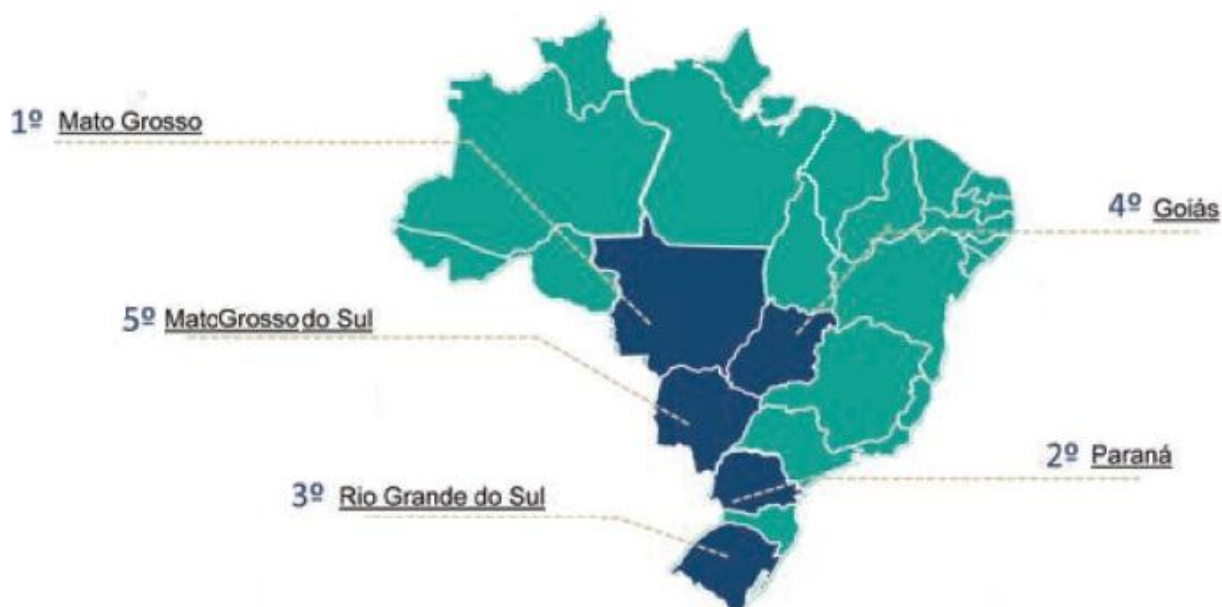 1º Mato Grosso
4º Goiás
5º MatoGrosso do Sul
2º Paraná
3º Rio Grande do Sul